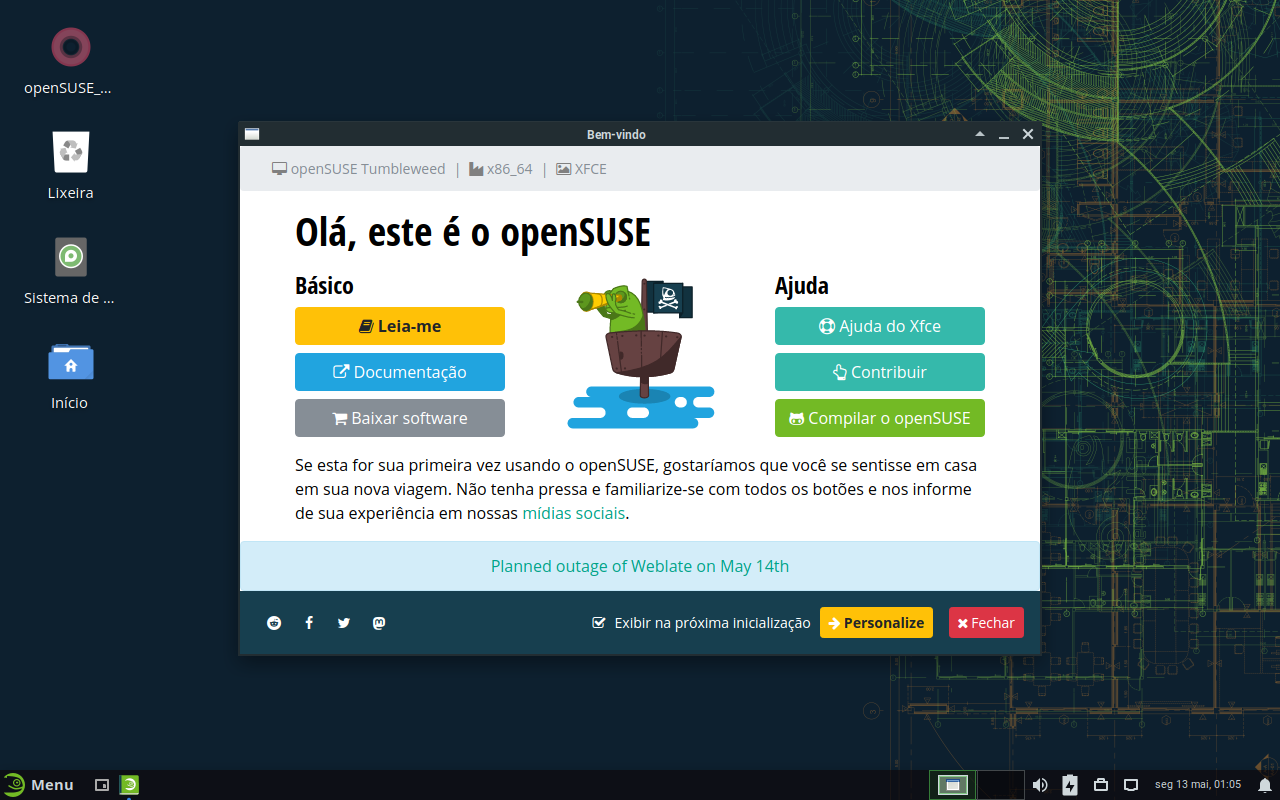 openSUSE_...
Lixeira
Sistema de ...
Início
Bem-vindo
openSUSE Tumbleweed | x86_64 | XFCE
Olá, este é o openSUSE
Básico
Leia-me
Documentação
Baixar software
Ajuda
Ajuda do Xfce
Contribuir
Compilar o openSUSE
Se esta for sua primeira vez usando o openSUSE, gostaríamos que você se sentisse em casa
em sua nova viagem. Não tenha pressa e familiarize-se com todos os botões e nos informe
de sua experiência em nossas mídias sociais.
Planned outage of Weblate on May 14th
Exibir na próxima inicialização
Personalize
Fechar
Menu
seg 13 mai, 01:05